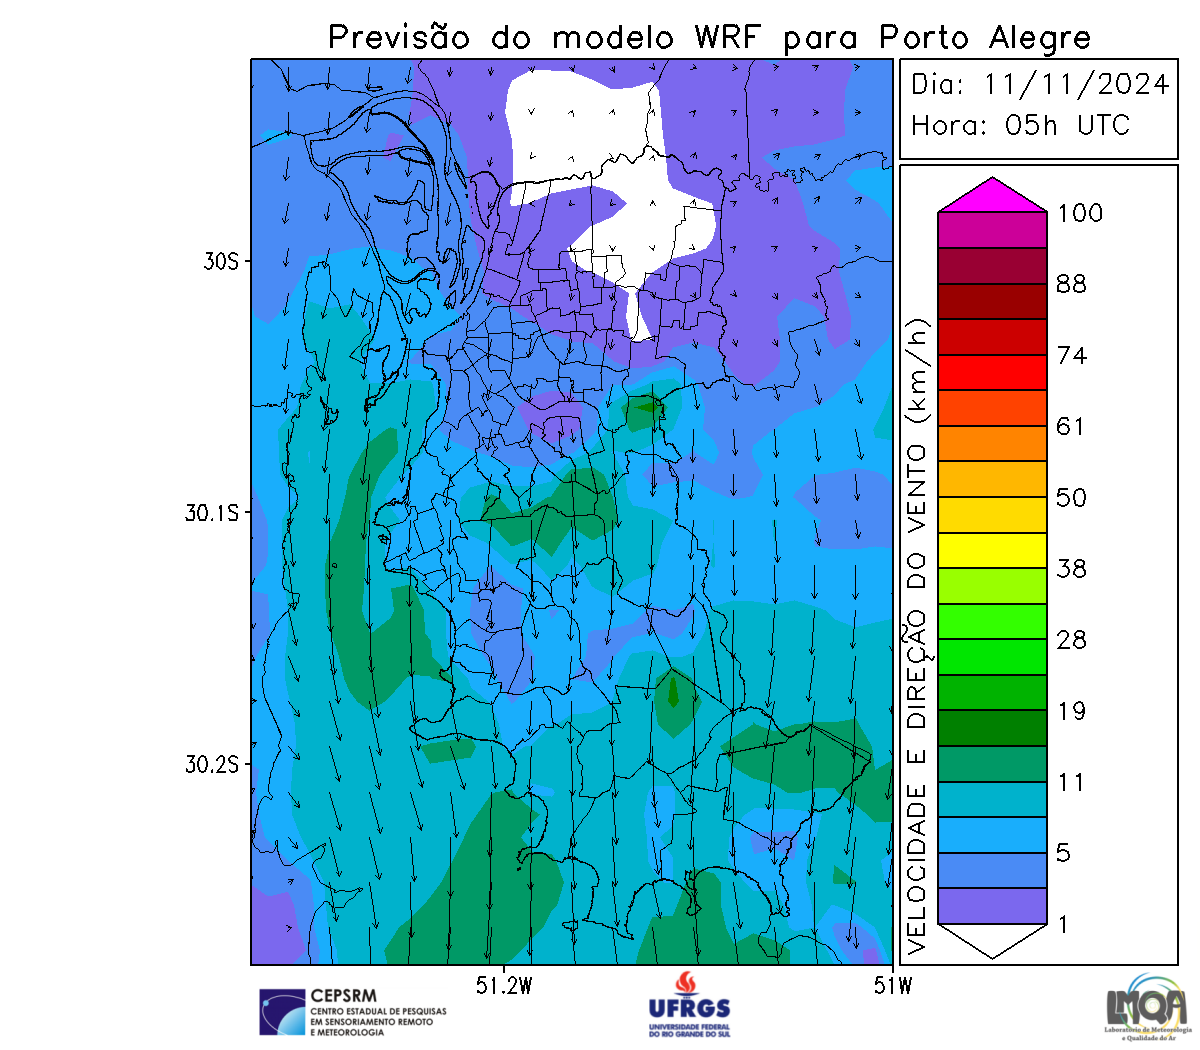 Previsão do modelo WRF para Porto Alegre
Dia: 11/11/2024
Hora: 05h UTC
30S
30.1S
30.2S
51.2W
51W
VELOCIDADE E DIREÇÃO DO VENTO (km/h)
100
88
74
61
50
38
28
19
11
5
1
CEPSRM
CENTRO ESTADUAL DE PESQUISAS
EM SENSORIAMENTO REMOTO
E METEOROLOGIA
UFRGS
UNIVERSIDADE FEDERAL
DO RIO GRANDE DO SUL
LMQA
Laboratório de Meteorologia
e Qualidade do Ar